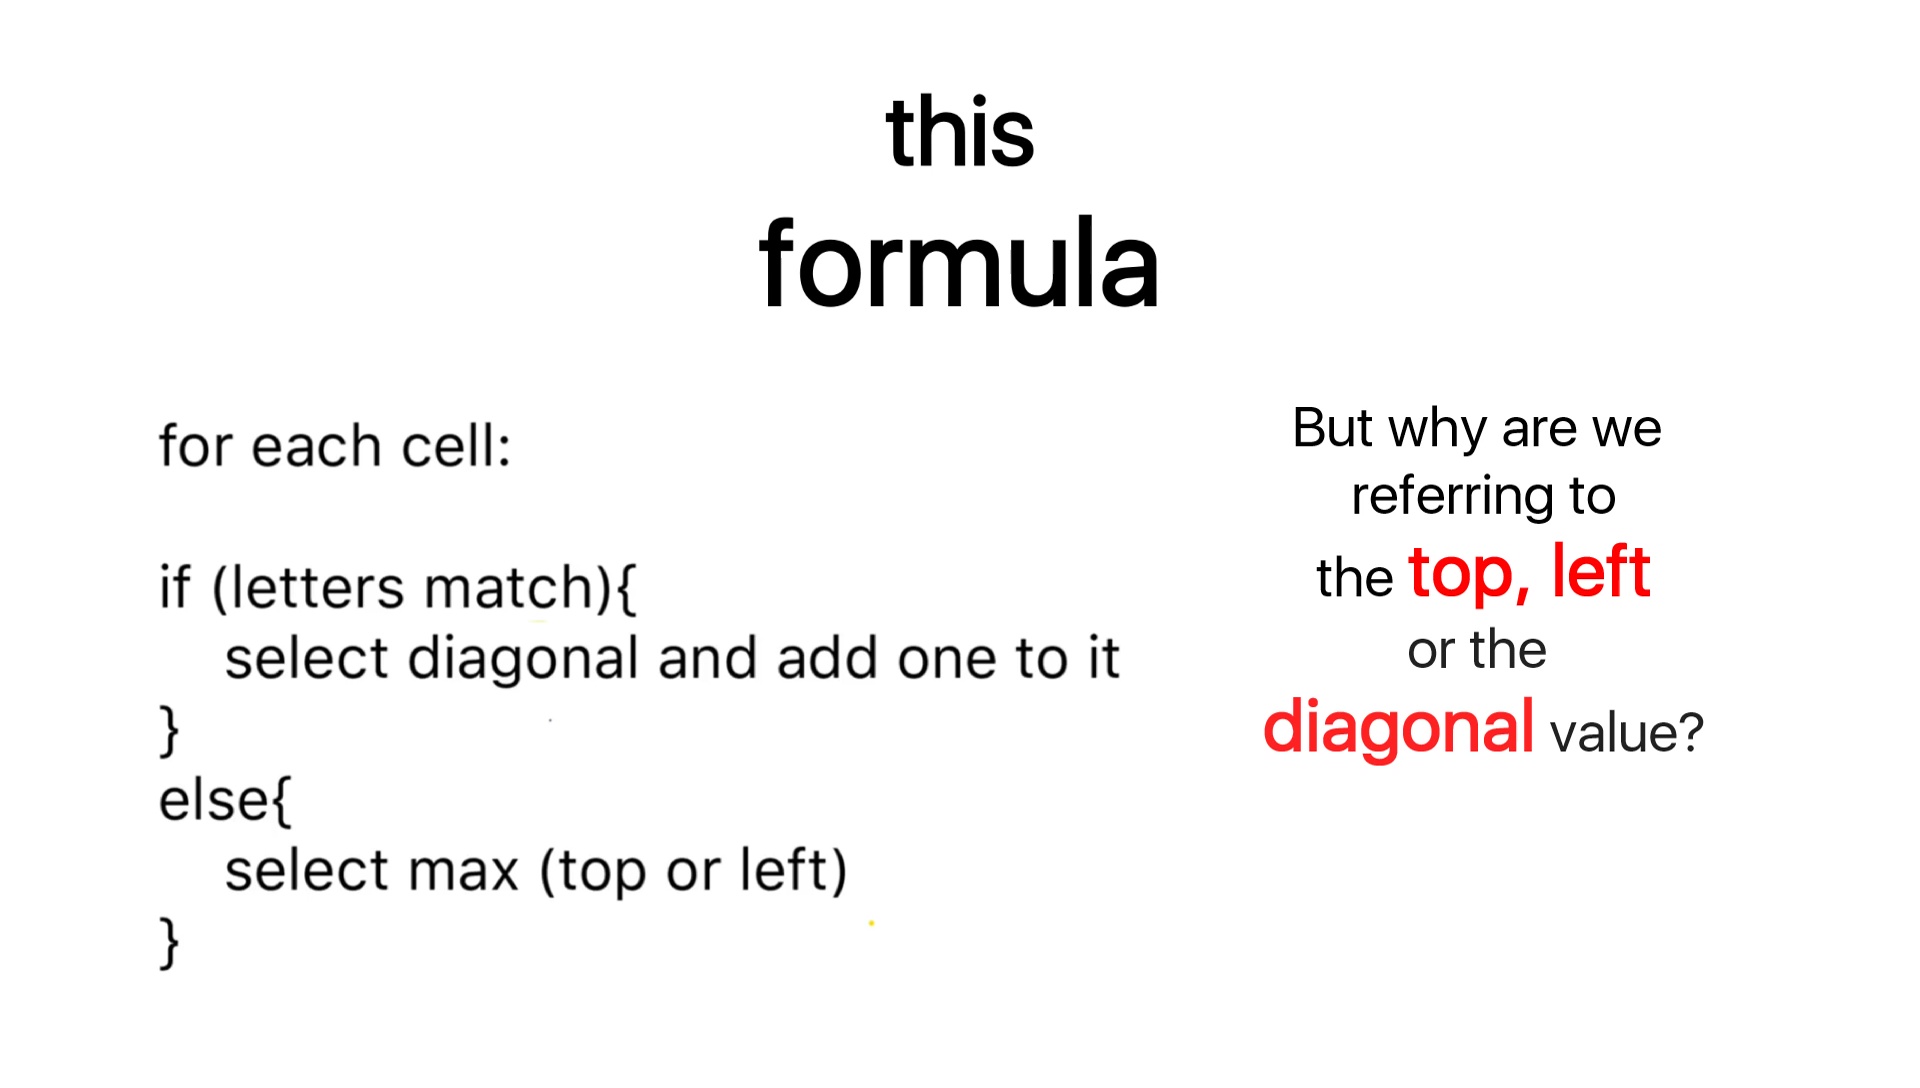 this
formula
for each cell:
if (letters match){
select diagonal and add one to it
}
else{
select max (top or left)
}
But why are we
referring to
the top, left
or the
diagonal value?